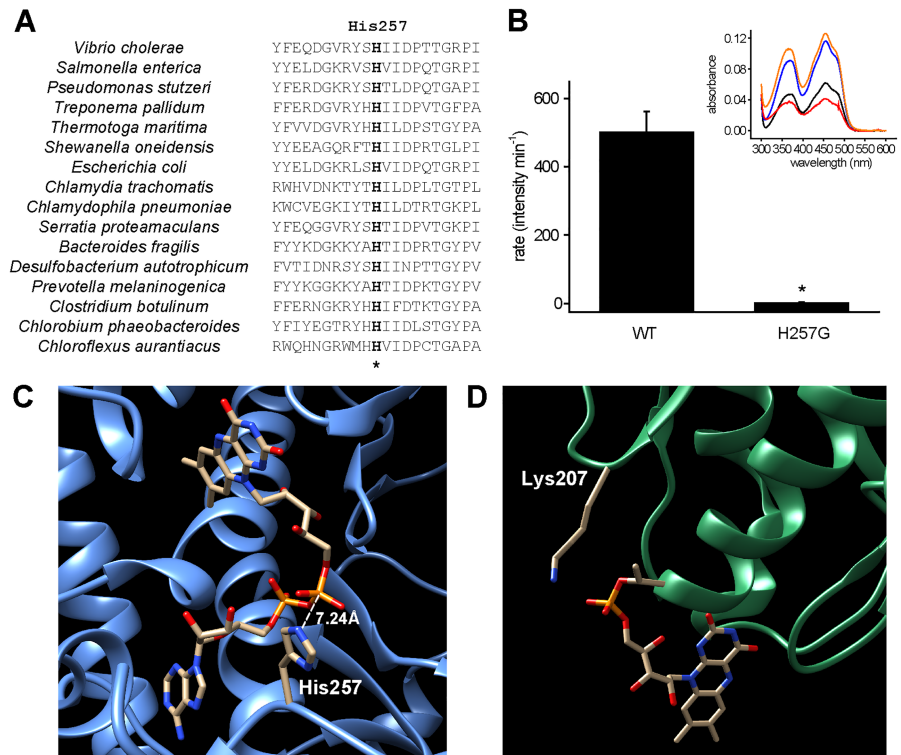 A
His257
Vibrio cholerae YFEQDGVRYSHIIDPTTGRPI
Salmonella enterica YYELDGKRVSHVIDPQTGRPI
Pseudomonas stutzeri YFERDGKRYSHTLDPQTGAPI
Treponema pallidum FFERDGVRYHHIIDPVTGFPA
Thermotoga maritima YFVVDGVRYHHILDPSTGYPA
Shewanella oneidensis YYEEAGQRFTHIIDPRTGLPI
Escherichia coli YYELDGKRLSHVIDPQTGRPI
Chlamydia trachomatis RWHVDNKTYTHILDPLTGTPL
Chlamydophila pneumoniae KWCVEGKIYTHILDTRTGKPL
Serratia proteamaculans YFEQGGVRYSHTIDPVTGKPI
Bacteroides fragilis FYYKDGKKYAHTIDPRTGYPV
Desulfobacterium autotrophicum FVTIDNRSYSHIINPTTGYPV
Prevotella melaninogenica FYYKGGKKYAHTIDPKTGYPV
Clostridium botulinum FFERNGKRYHHIFDTKTGYPA
Chlorobium phaeobacteroides YFIYEGTRYHHIIDLSTGYPA
Chloroflexus aurantiacus RWQHNGRWMHHVIDPCTGAPA
*
B
rate (intensity min-1)
600
400
200
0
*
WT H257G
absorbance
0.12
0.08
0.04
0.00
300 350 400 450 500 550 600
wavelength (nm)
C
7.24Å
His257
D
Lys207